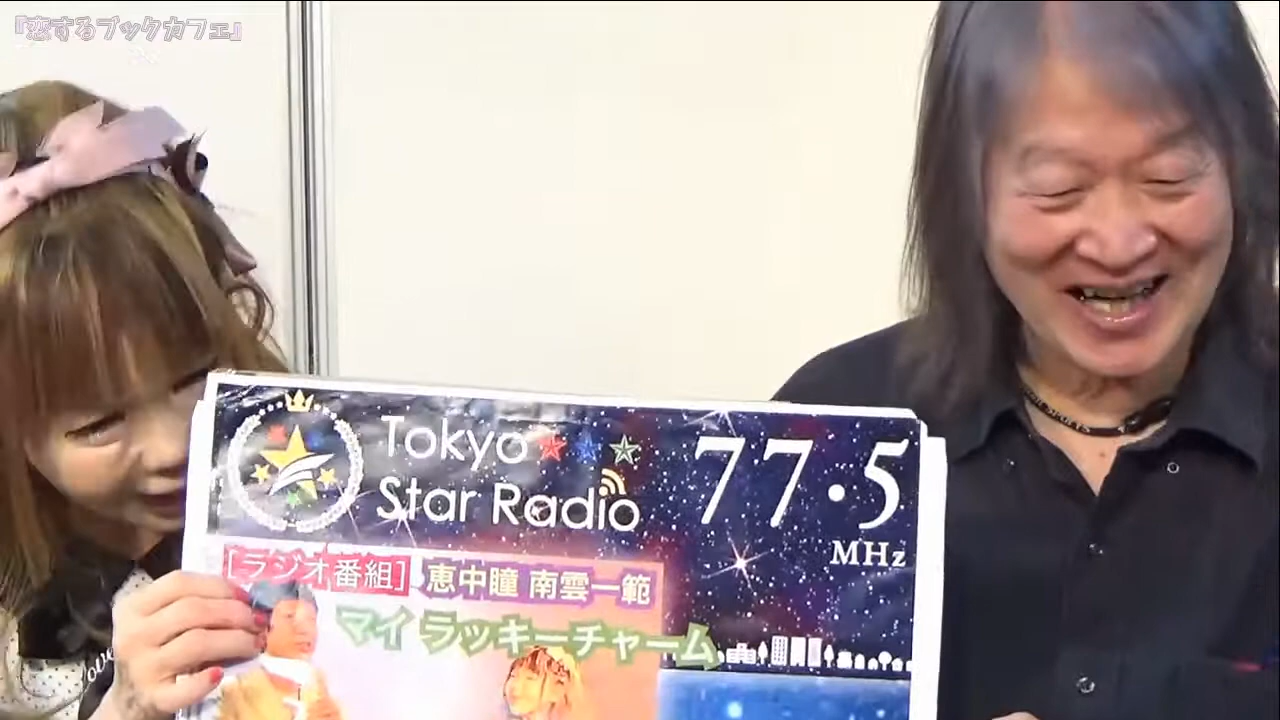 『恋するブックカフェ』
Tokyo
Star Radio
77.5
MHz
[ラジオ番組] 恵中瞳 南雲一範
マイ ラッキーチャーム
Love